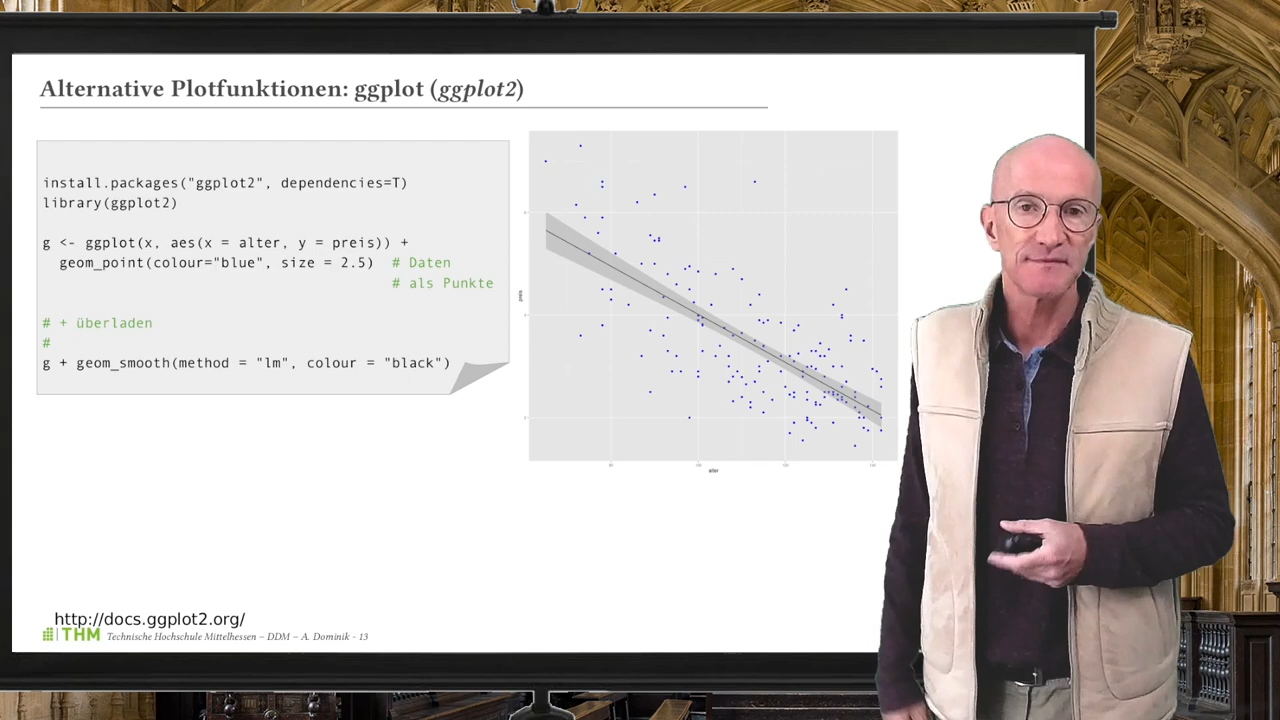 Alternative Plotfunktionen: ggplot (ggplot2)
install.packages("ggplot2", dependencies=T)
library(ggplot2)
g <- ggplot(x, aes(x = alter, y = preis)) +
geom_point(colour="blue", size = 2.5) # Daten
# als Punkte
# + überladen
#
g + geom_smooth(method = "lm", colour = "black")
preis
alter
http://docs.ggplot2.org/
THM Technische Hochschule Mittelhessen – DDM – A. Dominik - 13